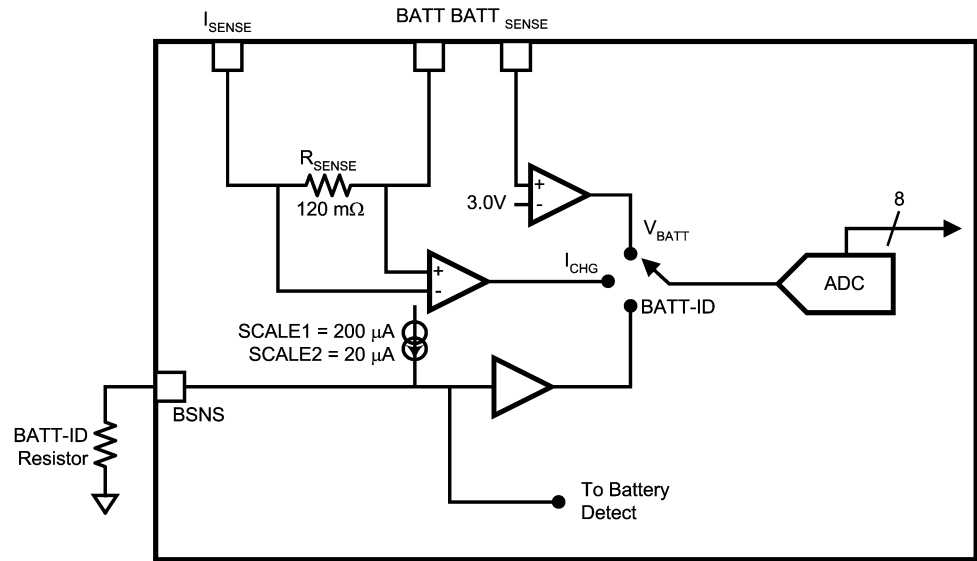 ISENSE
BATT BATT SENSE
RSENSE
120 mΩ
+
-
3.0V
8
VBATT
ICHG
ADC
+
-
BATT-ID
SCALE1 = 200 µA
SCALE2 = 20 µA
BSNS
BATT-ID
Resistor
To Battery
Detect